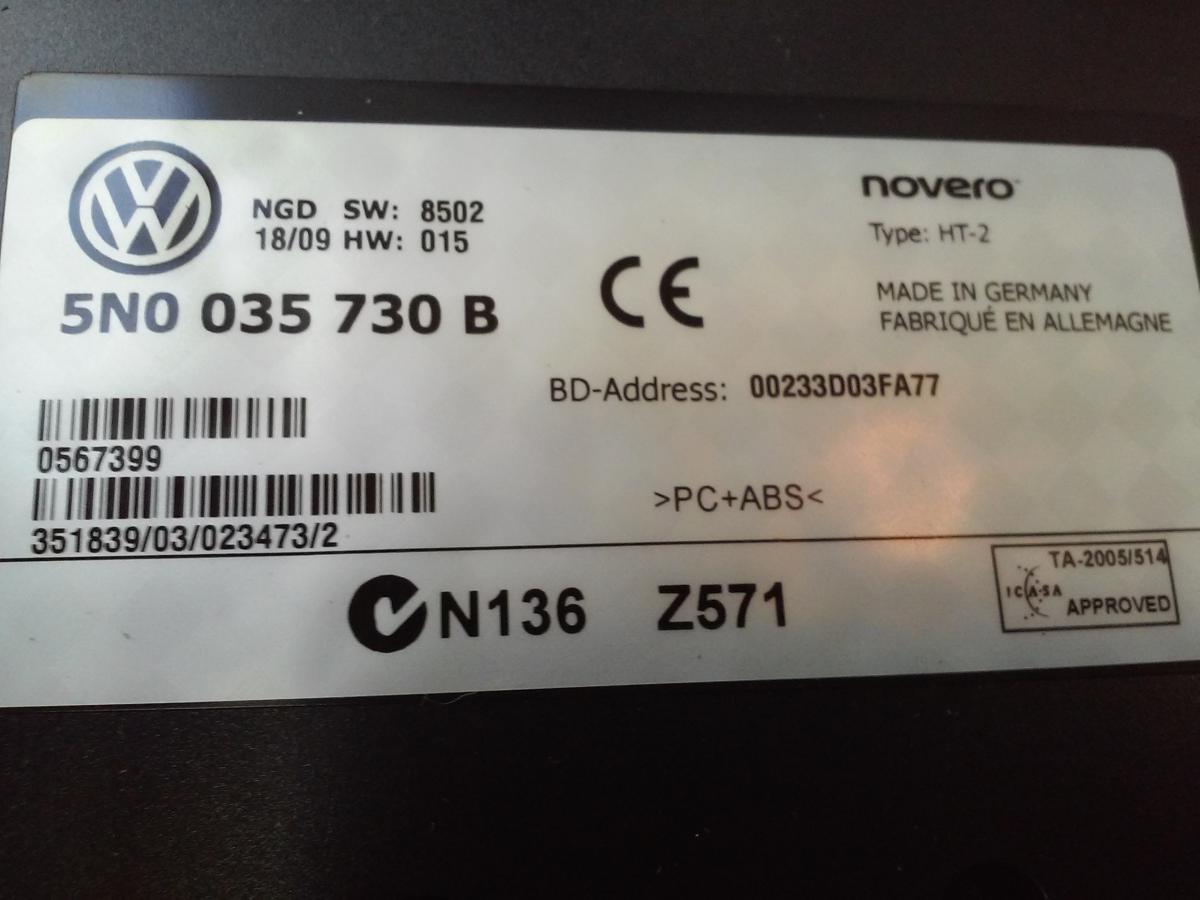 NGD SW: 8502
18/09 HW: 015
5N0 035 730 B
novero
Type: HT-2
MADE IN GERMANY
FABRIQUÉ EN ALLEMAGNE
BD-Address: 00233D03FA77
0567399
>PC+ABS<
351839/03/023473/2
N136 Z571
TA-2005/514
ICASA
APPROVED